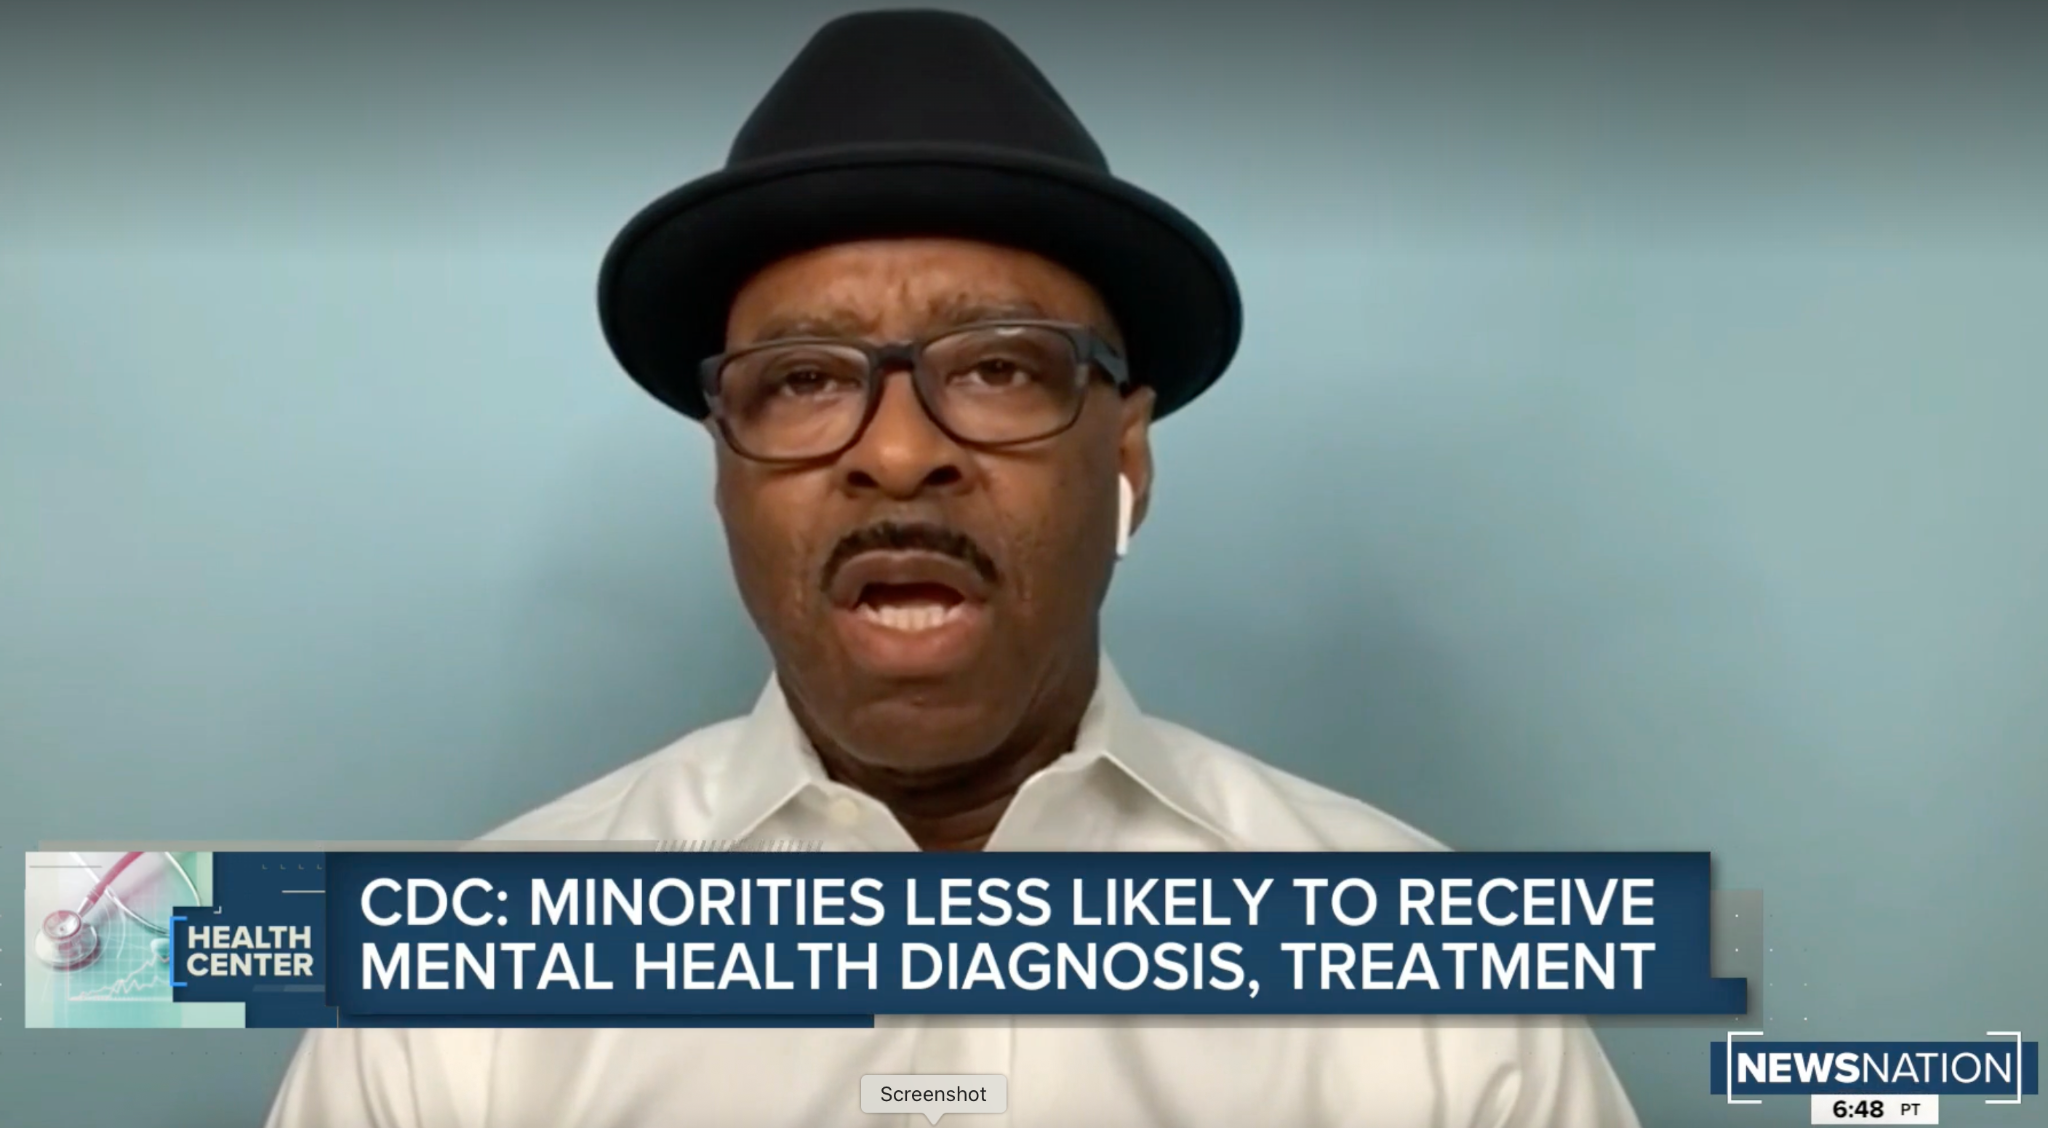 HEALTH
CENTER
CDC: MINORITIES LESS LIKELY TO RECEIVE
MENTAL HEALTH DIAGNOSIS, TREATMENT
NEWSNATION
6:48 PT
Screenshot